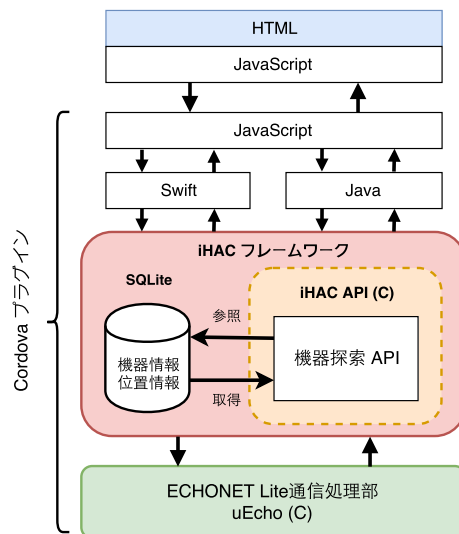 HTML
JavaScript
JavaScript
Swift
Java
Cordova プラグイン
iHAC フレームワーク
SQLite
iHAC API (C)
参照
機器情報
位置情報
機器探索 API
取得
ECHONET Lite通信処理部
uEcho (C)